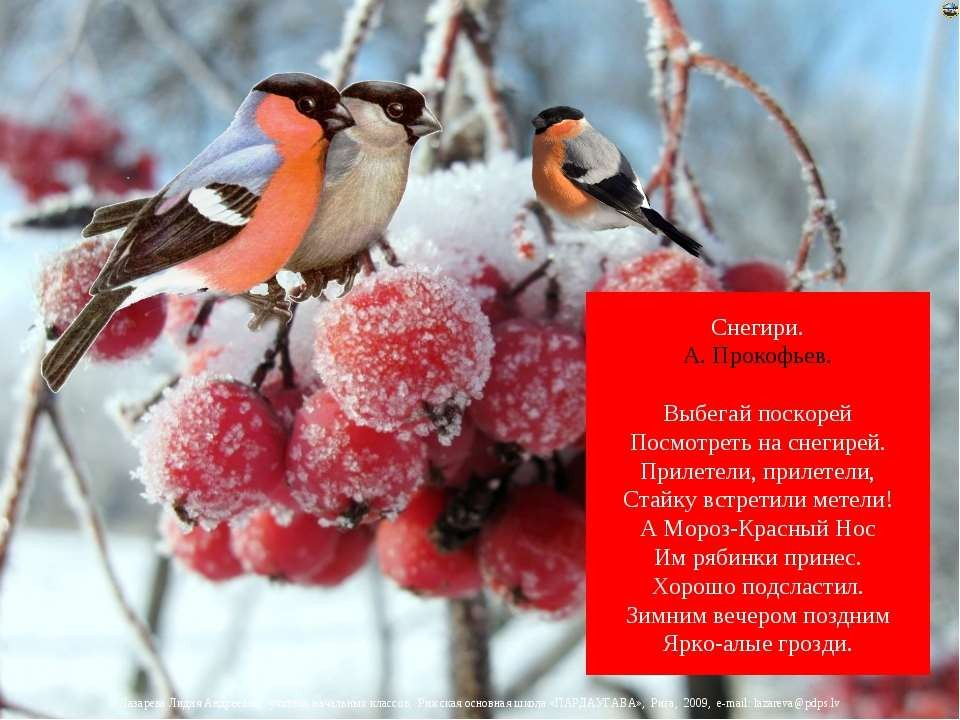 Снегири.
А. Прокофьев.
Выбегай поскорей
Посмотреть на снегирей.
Прилетели, прилетели,
Стайку встретили метели!
А Мороз-Красный Нос
Им рябинки принес.
Хорошо подсластил.
Зимним вечером поздним
Ярко-алые грозди.
Лазарева Лидия Андреевна, учитель начальных классов, Рижская основная школа «ПАРДАУГАВА», Рига, 2009, e-mail: lazareva@pdps.lv